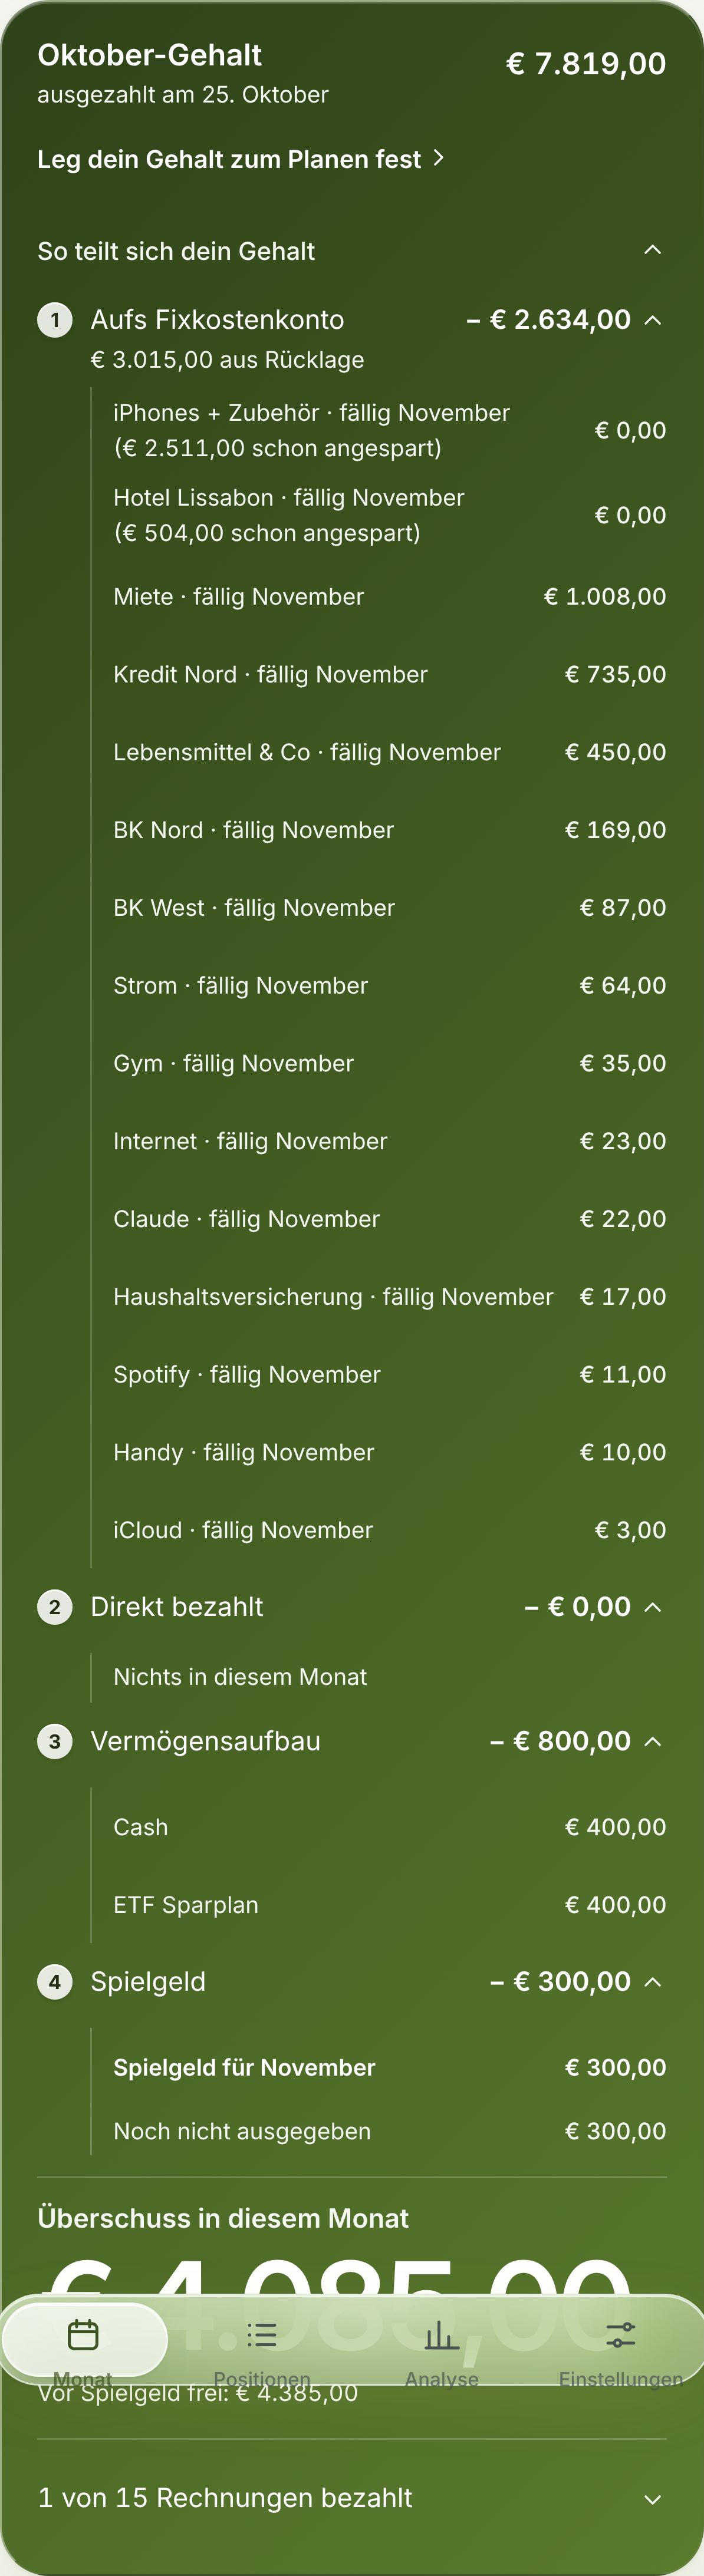 Oktober-Gehalt
€ 7.819,00
ausgezahlt am 25. Oktober
Leg dein Gehalt zum Planen fest
So teilt sich dein Gehalt
1 Aufs Fixkostenkonto – € 2.634,00
€ 3.015,00 aus Rücklage
iPhones + Zubehör · fällig November
(€ 2.511,00 schon angespart)
€ 0,00
Hotel Lissabon · fällig November
(€ 504,00 schon angespart)
€ 0,00
Miete · fällig November € 1.008,00
Kredit Nord · fällig November € 735,00
Lebensmittel & Co · fällig November € 450,00
BK Nord · fällig November € 169,00
BK West · fällig November € 87,00
Strom · fällig November € 64,00
Gym · fällig November € 35,00
Internet · fällig November € 23,00
Claude · fällig November € 22,00
Haushaltsversicherung · fällig November € 17,00
Spotify · fällig November € 11,00
Handy · fällig November € 10,00
iCloud · fällig November € 3,00
2 Direkt bezahlt – € 0,00
Nichts in diesem Monat
3 Vermögensaufbau – € 800,00
Cash € 400,00
ETF Sparplan € 400,00
4 Spielgeld – € 300,00
Spielgeld für November € 300,00
Noch nicht ausgegeben € 300,00
Überschuss in diesem Monat
€ 4.085,00
Monat Positionen Analyse Einstellungen
Vor Spielgeld frei: € 4.385,00
1 von 15 Rechnungen bezahlt